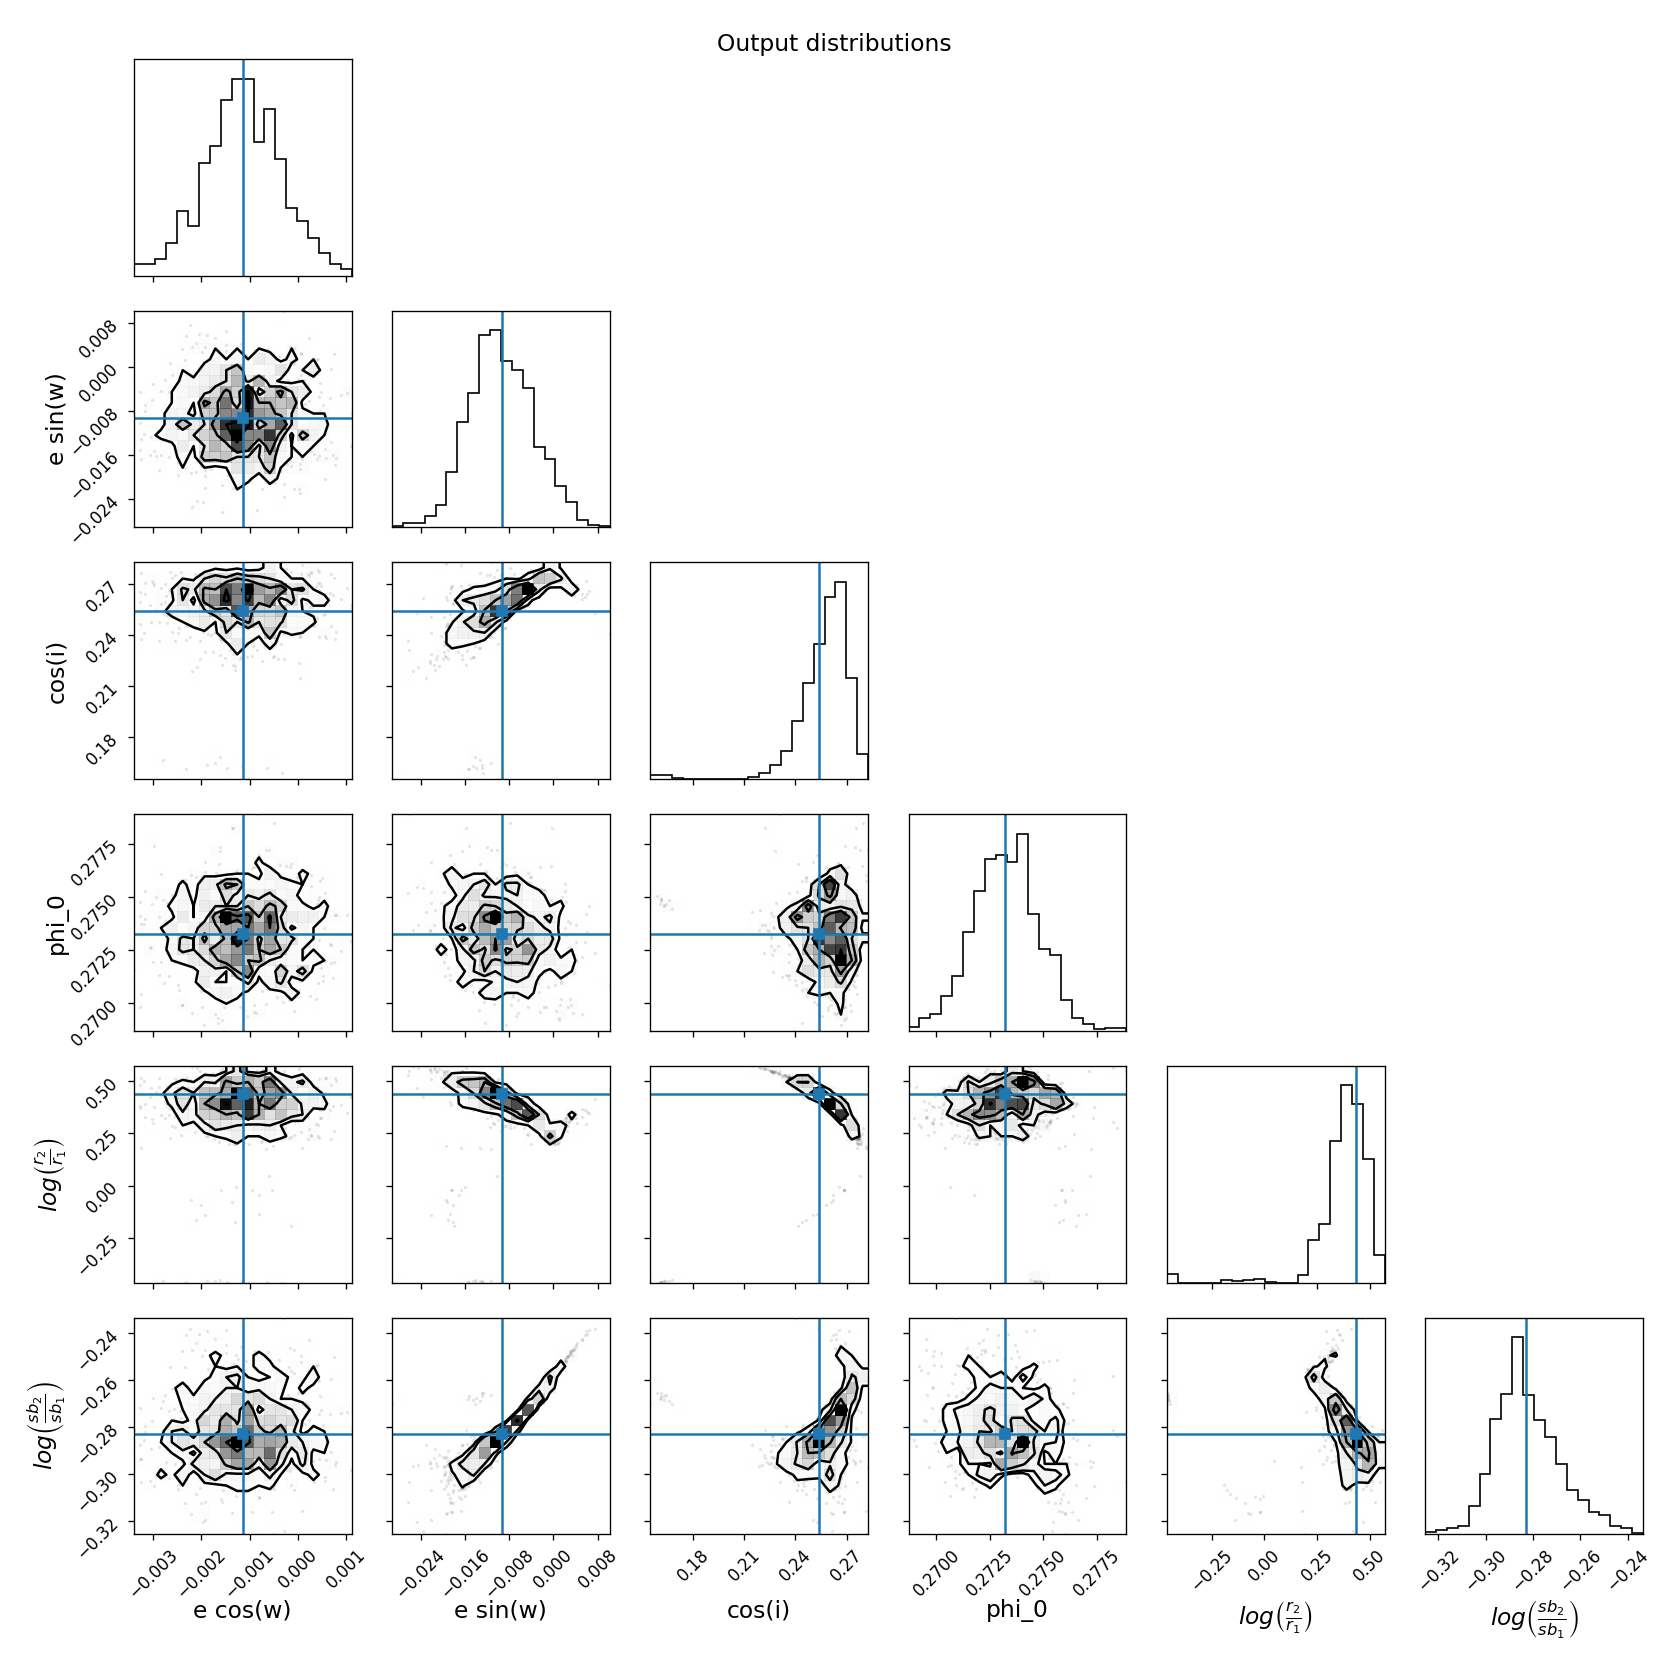 Output distributions
e sin(w)
0.008
0.000
−0.008
−0.016
−0.024
cos(i)
0.27
0.24
0.21
0.18
phi_0
0.2775
0.2750
0.2725
0.2700
log(r2/r1)
0.50
0.25
0.00
−0.25
log(sb2/sb1)
−0.24
−0.26
−0.28
−0.30
−0.32
−0.003 −0.002 −0.001 0.000 0.001
−0.024 −0.016 −0.008 0.000 0.008
0.18 0.21 0.24 0.27
0.2700 0.2725 0.2750 0.2775
−0.25 0.00 0.25 0.50
−0.32 −0.30 −0.28 −0.26 −0.24
e cos(w) e sin(w) cos(i) phi_0 log(r2/r1) log(sb2/sb1)